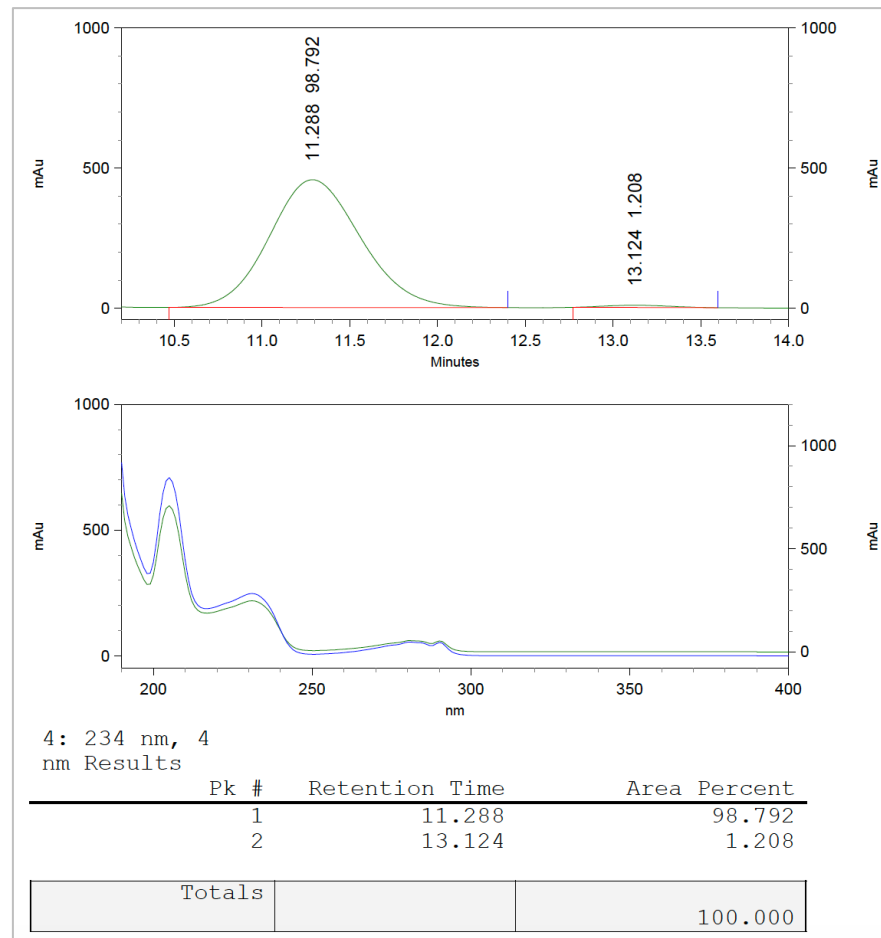 1000
500
0
mAu
11.288 98.792
13.124 1.208
1000
500
0
mAu
10.5 11.0 11.5 12.0 12.5 13.0 13.5 14.0
Minutes
1000
500
0
mAu
1000
500
0
mAu
200 250 300 350 400
nm
4: 234 nm, 4
nm Results
Pk # Retention Time Area Percent
1 11.288 98.792
2 13.124 1.208
Totals
100.000